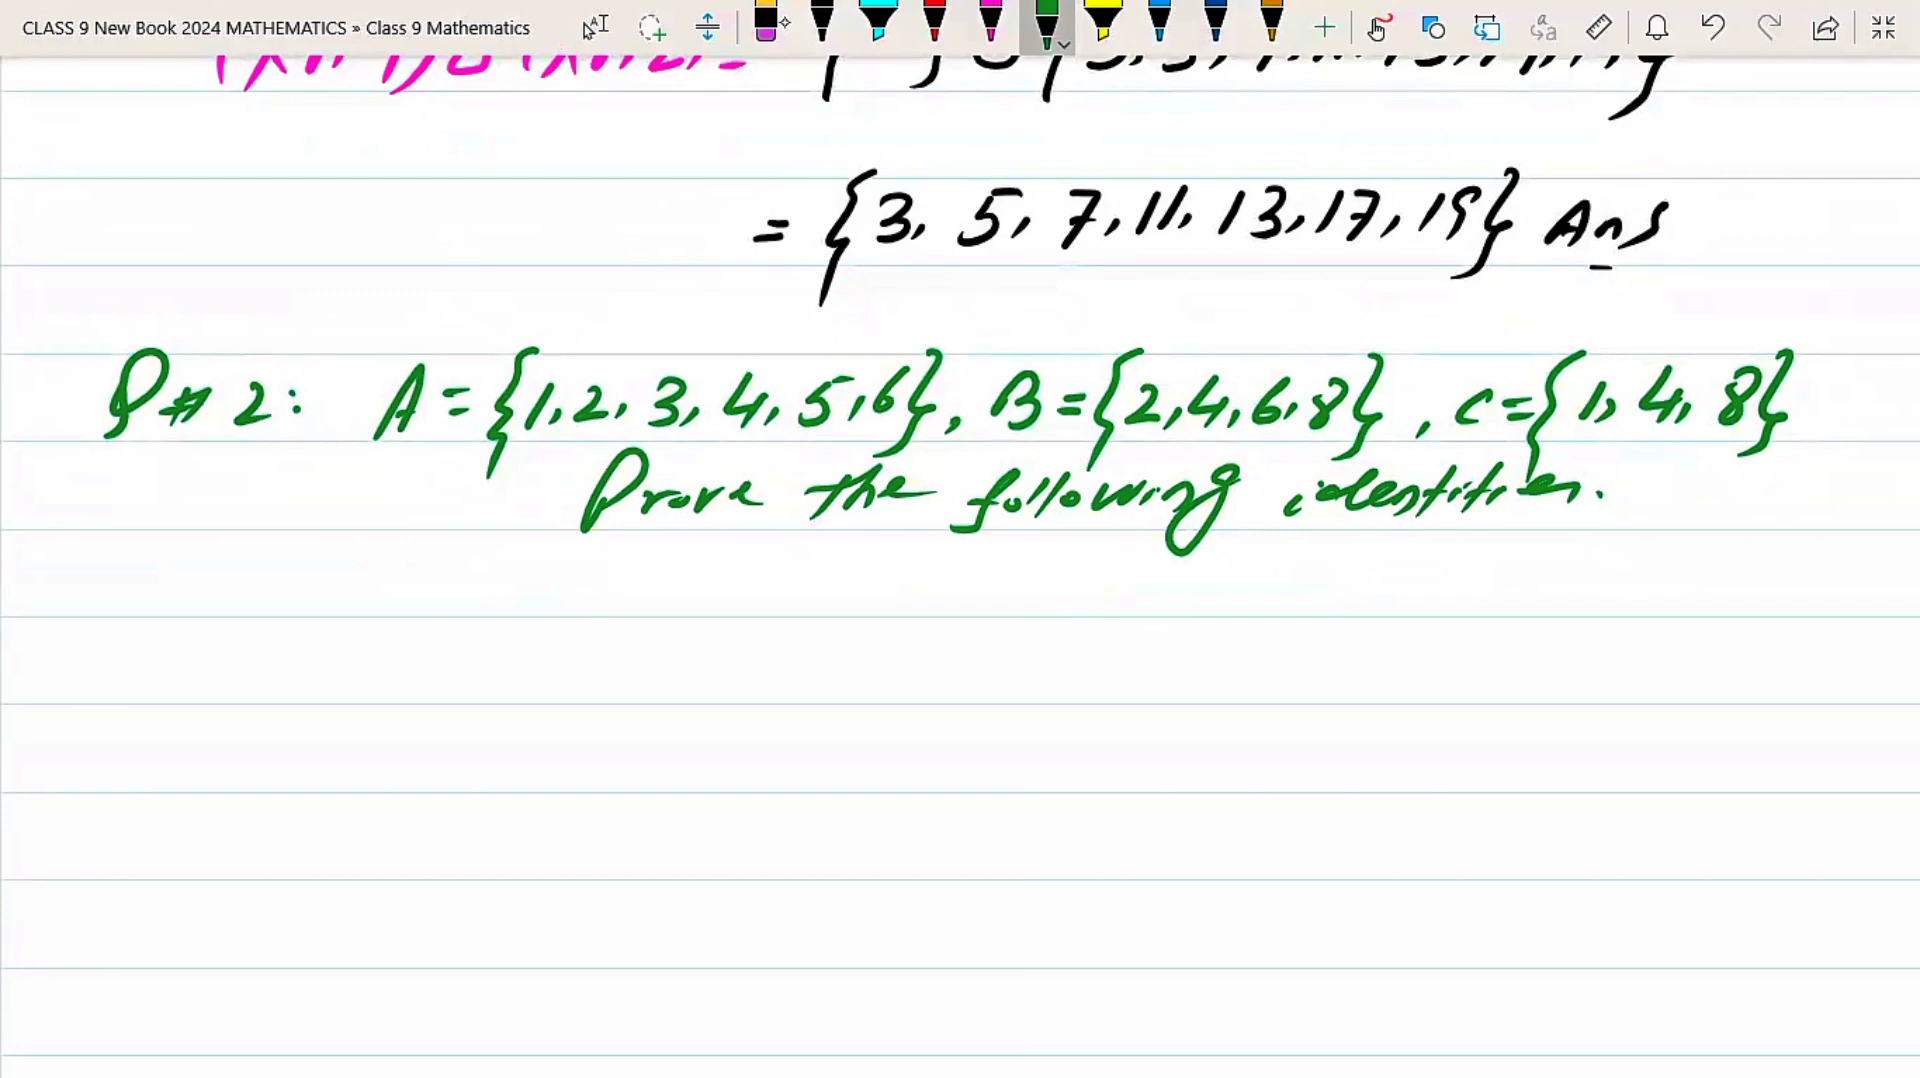 CLASS 9 New Book 2024 MATHEMATICS » Class 9 Mathematics
= {3, 5, 7, 11, 13, 17, 19} Ans
Q # 2: A = {1, 2, 3, 4, 5, 6}, B = {2, 4, 6, 8}, C = {1, 4, 8}
Prove the following identities.